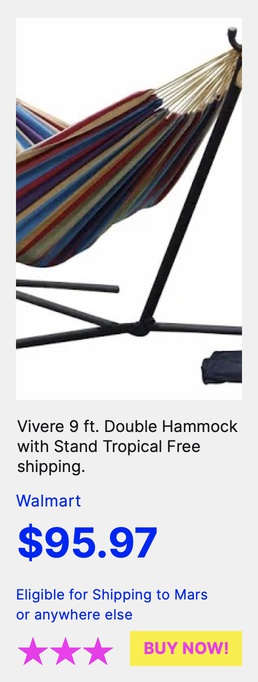 Vivere 9 ft. Double Hammock
with Stand Tropical Free
shipping.
Walmart
$95.97
Eligible for Shipping to Mars
or anywhere else
BUY NOW!